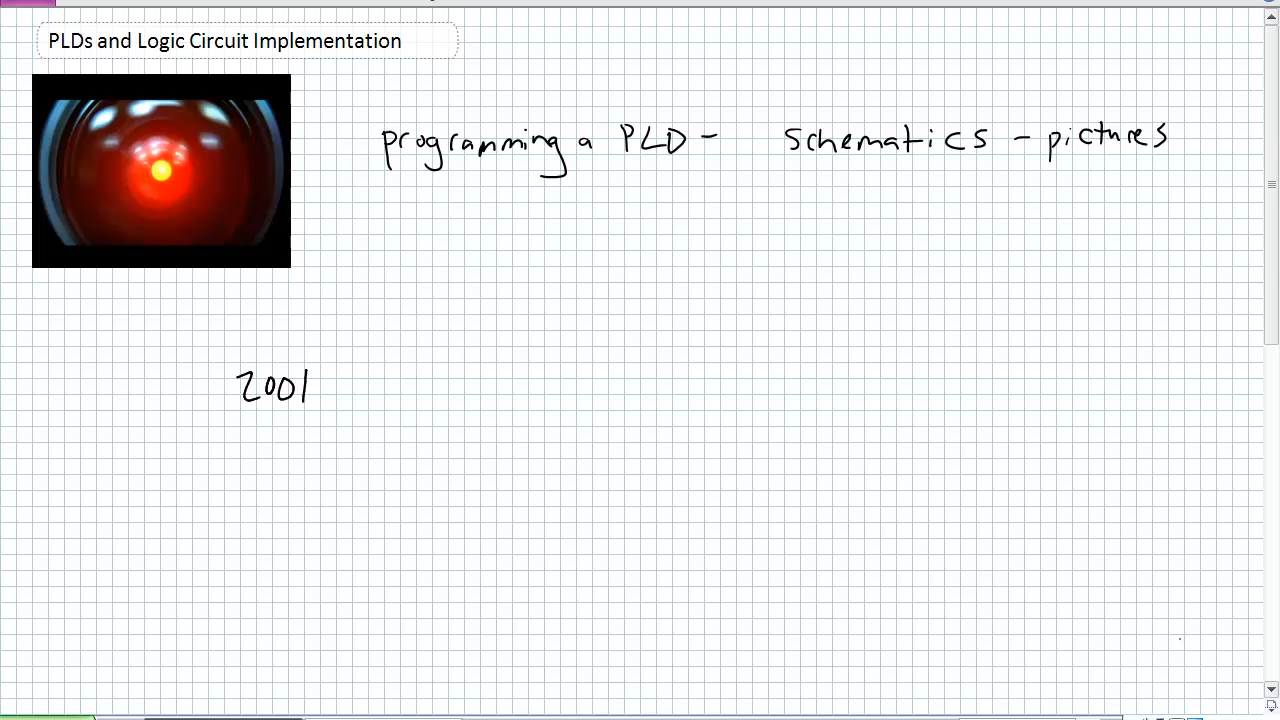 PLDs and Logic Circuit Implementation
programming a PLD - schematics - pictures
2001